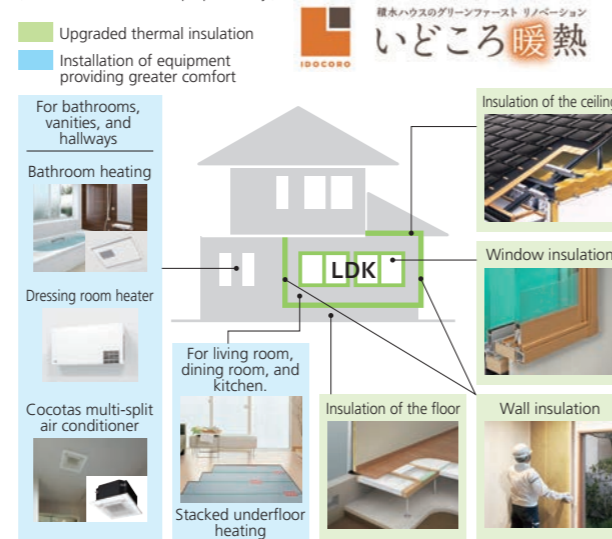 Upgraded thermal insulation
Installation of equipment
providing greater comfort
積水ハウスのグリーンファースト リノベーション
いどころ暖熱
IDOCORO
For bathrooms,
vanities, and
hallways
Bathroom heating
Dressing room heater
Cocotas multi-split
air conditioner
LDK
For living room,
dining room, and
kitchen.
Stacked underfloor
heating
Insulation of the ceiling
Window insulation
Insulation of the floor
Wall insulation